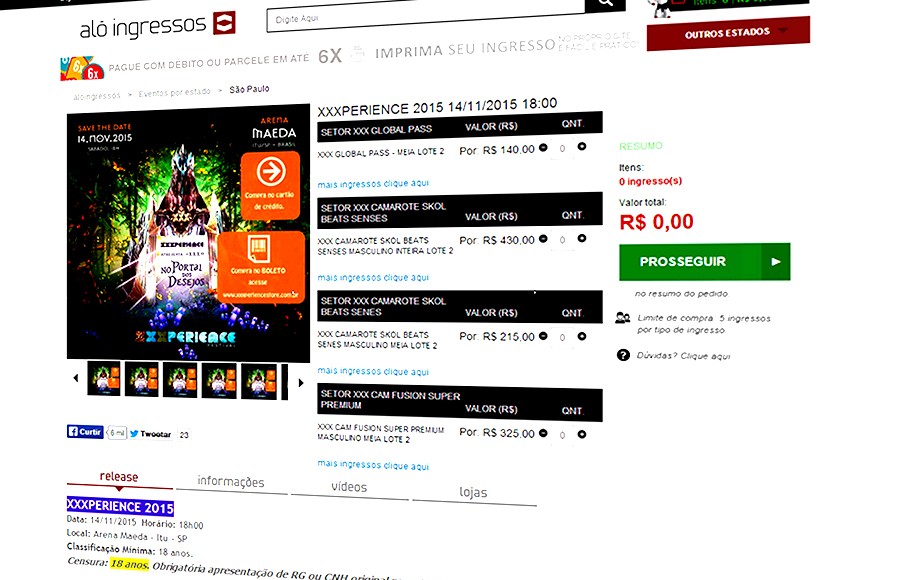 alô ingressos
Digite Aqui
OUTROS ESTADOS
6x
6x
PAGUE COM DEBITO OU PARCELE EM ATÉ 6X
IMPRIMA SEU INGRESSO
NO PRÓPRIO SITE
É FÁCIL E PRÁTICO!
aloingressos > Eventos por estado > São Paulo
SAVE THE DATE
14.NOV.2015
SÁBADO, 18H
ARENA
MAEDA
ITU/SP - BRASIL
Compra no cartão
de crédito.
Compra no BOLETO
acesse
www.xxxperiencestore.com.br
XXXPERIENCE
NO PORTAL
DOS
DESEJOS
XXXPERIENCE
FESTIVAL
XXXPERIENCE 2015 14/11/2015 18:00
SETOR XXX GLOBAL PASS VALOR (R$) QNT.
XXX GLOBAL PASS - MEIA LOTE 2 Por: R$ 140,00 0
mais ingressos clique aqui
SETOR XXX CAMAROTE SKOL
BEATS SENSES VALOR (R$) QNT.
XXX CAMAROTE SKOL BEATS
SENSES MASCULINO INTEIRA LOTE 2 Por: R$ 430,00 0
mais ingressos clique aqui
SETOR XXX CAMAROTE SKOL
BEATS SENES VALOR (R$) QNT.
XXX CAMAROTE SKOL BEATS
SENES MASCULINO MEIA LOTE 2 Por: R$ 215,00 0
mais ingressos clique aqui
SETOR XXX CAM FUSION SUPER
PREMIUM VALOR (R$) QNT.
XXX CAM FUSION SUPER PREMIUM
MASCULINO MEIA LOTE 2 Por: R$ 325,00 0
mais ingressos clique aqui
RESUMO
Itens:
0 ingresso(s)
Valor total:
R$ 0,00
PROSSEGUIR
no resumo do pedido.
Limite de compra: 5 ingressos
por tipo de ingresso
Dúvidas? Clique aqui
Curtir 6 mil Tweetar 23
release informações vídeos lojas
XXXPERIENCE 2015
Data: 14/11/2015 Horário: 18h00
Local: Arena Maeda - Itu - SP
Classificação Mínima: 18 anos.
Censura: 18 anos. Obrigatória apresentação de RG ou CNH original